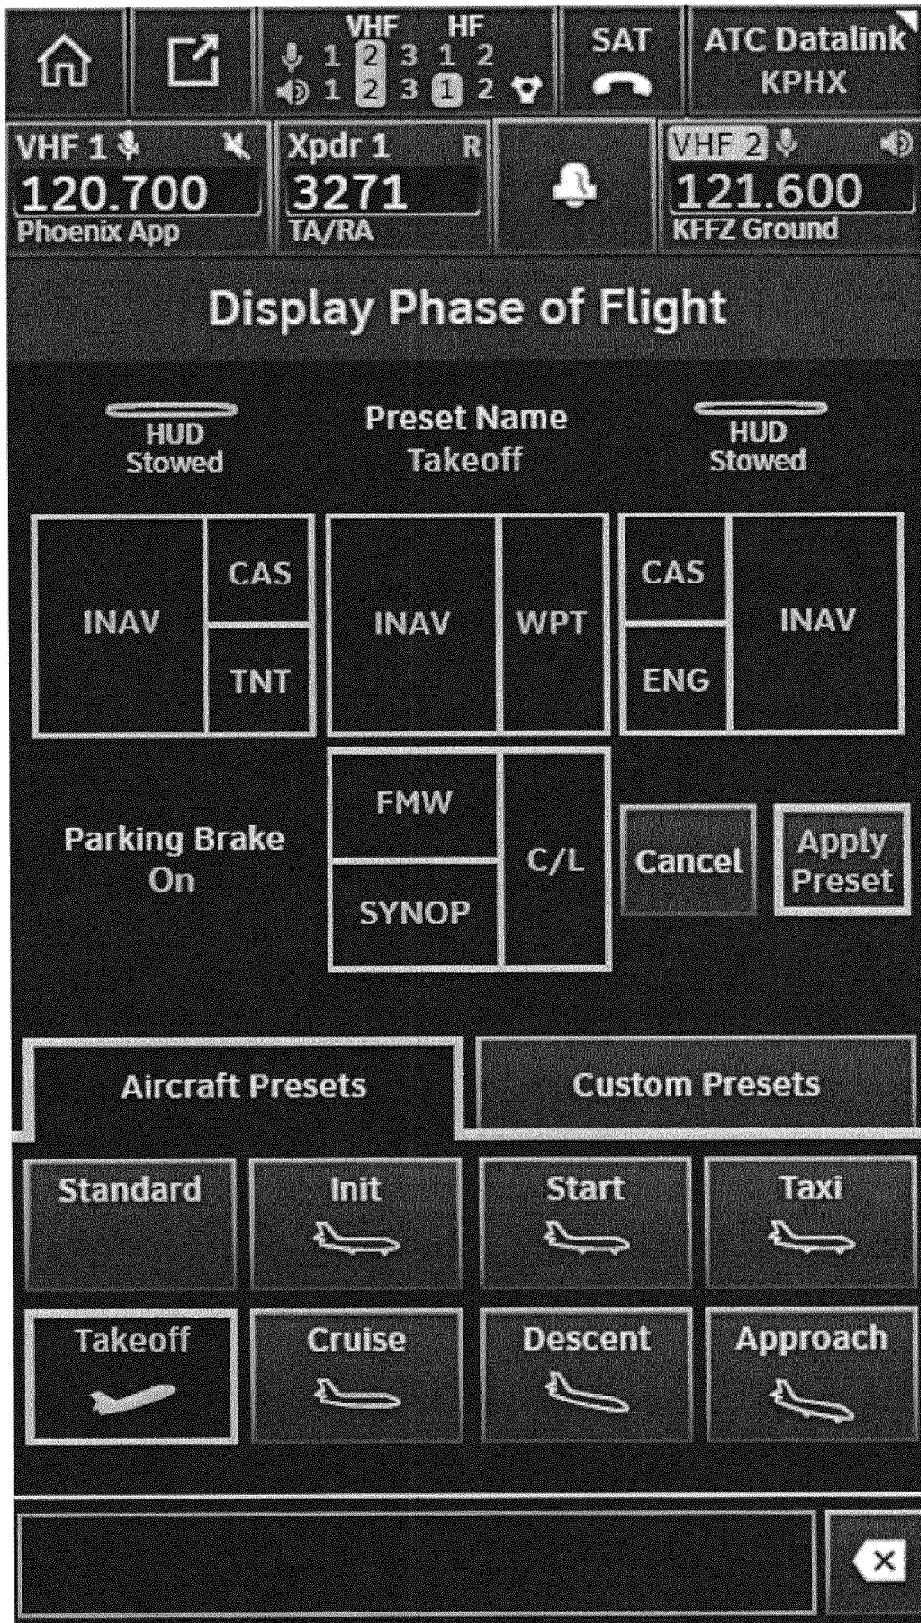 VHF HF
1 2 3 1 2
1 2 3 1 2
SAT
ATC Datalink
KPHX
VHF 1
120.700
Phoenix App
Xpdr 1 R
3271
TA/RA
VHF 2
121.600
KFFZ Ground
Display Phase of Flight
HUD
Stowed
Preset Name
Takeoff
HUD
Stowed
INAV
CAS
TNT
INAV
WPT
CAS
ENG
INAV
Parking Brake
On
FMW
SYNOP
C/L
Cancel
Apply
Preset
Aircraft Presets
Custom Presets
Standard
Init
Start
Taxi
Takeoff
Cruise
Descent
Approach